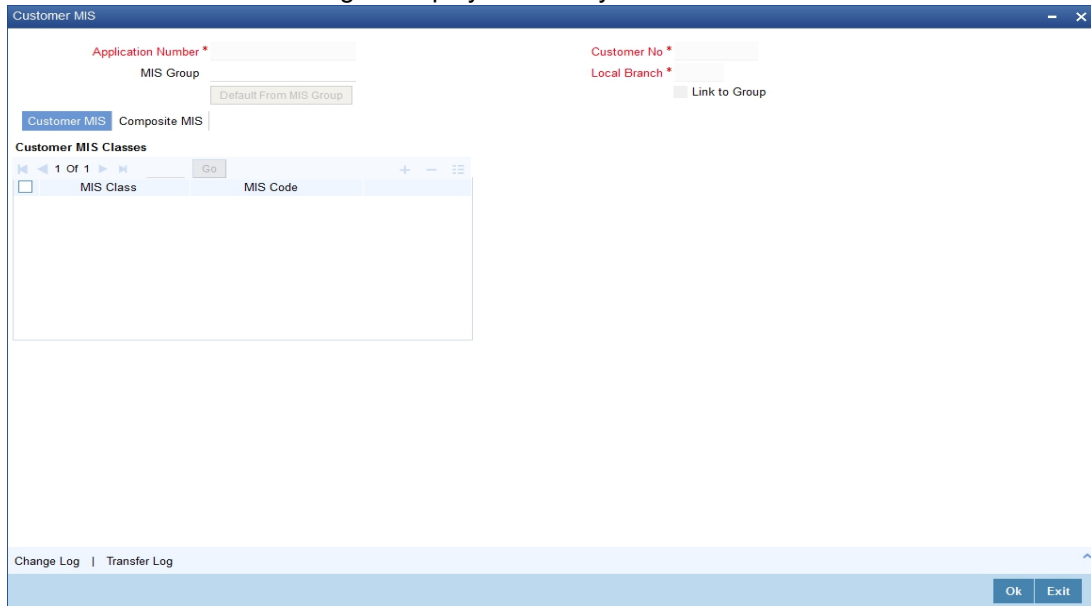 Customer MIS
Application Number *
Customer No *
MIS Group
Local Branch *
Default From MIS Group
Link to Group
Customer MIS Composite MIS
Customer MIS Classes
1 Of 1 Go
MIS Class MIS Code
Change Log | Transfer Log
Ok Exit